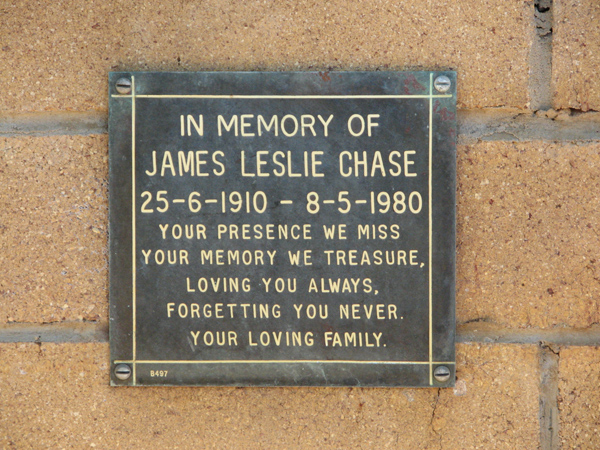 IN MEMORY OF
JAMES LESLIE CHASE
25-6-1910 - 8-5-1980
YOUR PRESENCE WE MISS
YOUR MEMORY WE TREASURE,
LOVING YOU ALWAYS,
FORGETTING YOU NEVER.
YOUR LOVING FAMILY.
8497